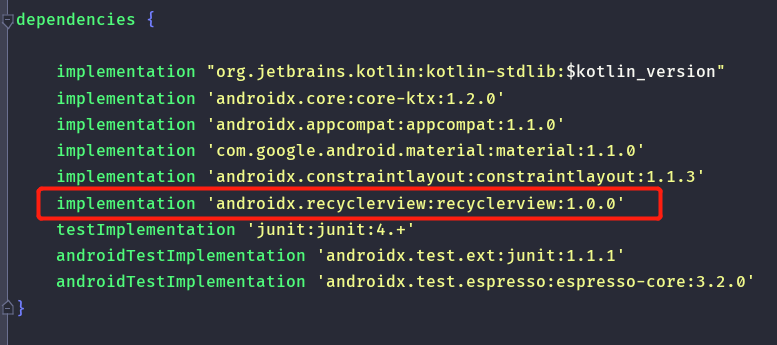 dependencies {
implementation "org.jetbrains.kotlin:kotlin-stdlib:$kotlin_version"
implementation 'androidx.core:core-ktx:1.2.0'
implementation 'androidx.appcompat:appcompat:1.1.0'
implementation 'com.google.android.material:material:1.1.0'
implementation 'androidx.constraintlayout:constraintlayout:1.1.3'
implementation 'androidx.recyclerview:recyclerview:1.0.0'
testImplementation 'junit:junit:4.+'
androidTestImplementation 'androidx.test.ext:junit:1.1.1'
androidTestImplementation 'androidx.test.espresso:espresso-core:3.2.0'
}